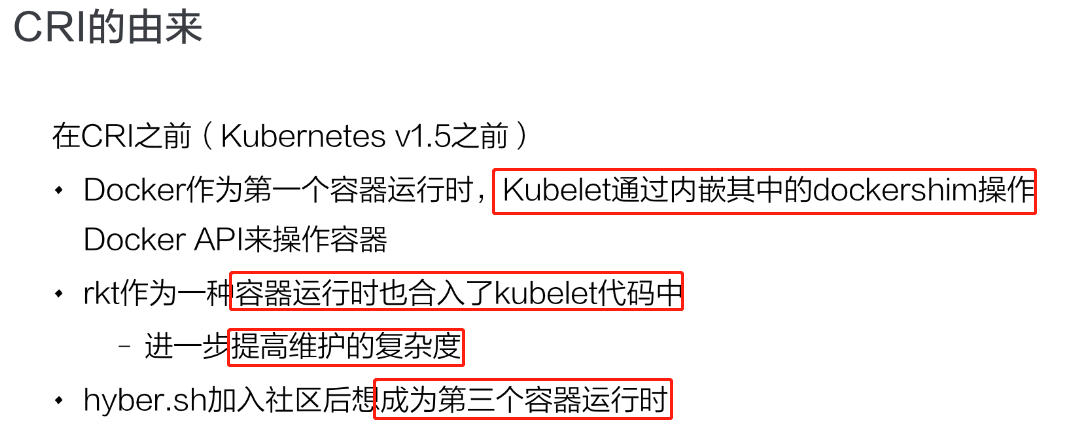 CRI的由来
在CRI之前（Kubernetes v1.5之前）
• Docker作为第一个容器运行时，Kubelet通过内嵌其中的dockershim操作
Docker API来操作容器
• rkt作为一种容器运行时也合入了kubelet代码中
– 进一步提高维护的复杂度
• hyber.sh加入社区后想成为第三个容器运行时